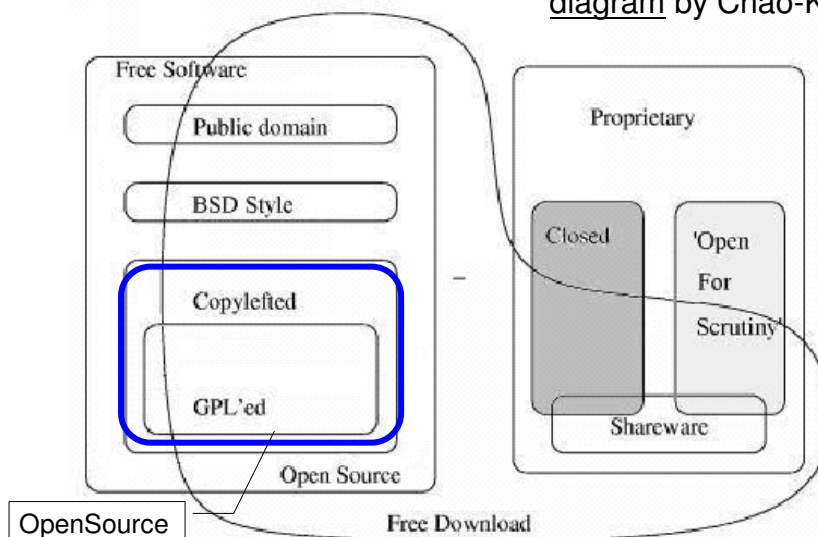 diagram by Chao-K
Free Software
Public domain
BSD Style
Copylefted
GPL'ed
Open Source
OpenSource
Proprietary
Closed
'Open
For
Scrutiny'
Shareware
Free Download